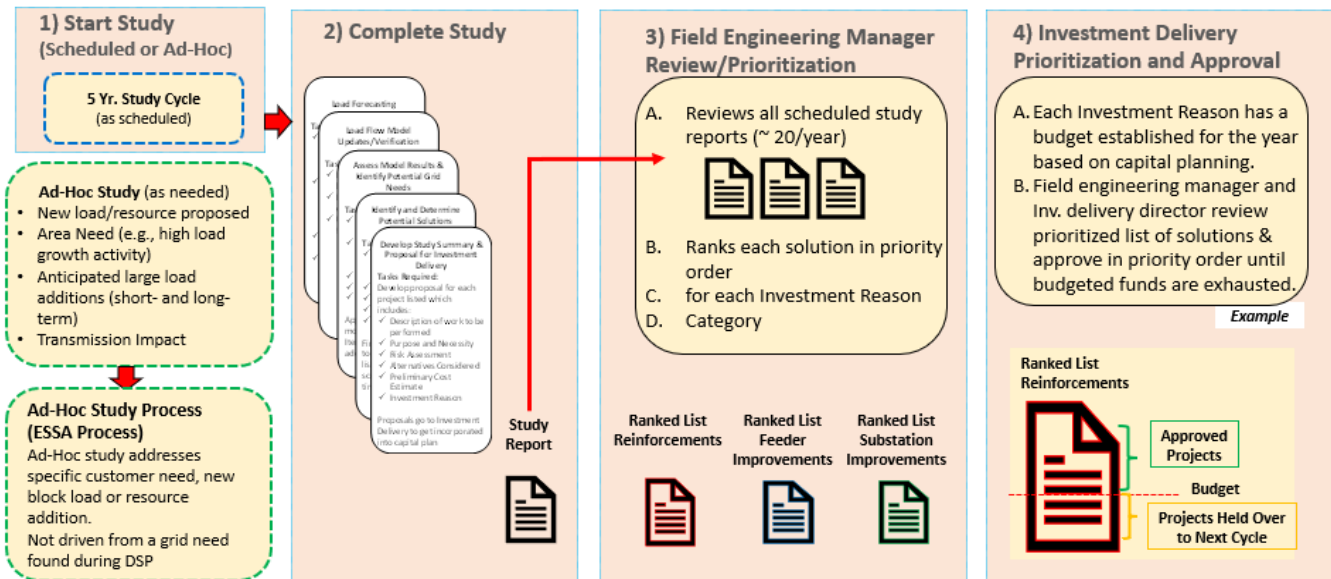 1) Start Study
(Scheduled or Ad-Hoc)
5 Yr. Study Cycle
(as scheduled)
Ad-Hoc Study (as needed)
• New load/resource proposed
• Area Need (e.g., high load
growth activity)
• Anticipated large load
additions (short- and long-
term)
• Transmission Impact
Ad-Hoc Study Process
(ESSA Process)
Ad-Hoc study addresses
specific customer need, new
block load or resource
addition.
Not driven from a grid need
found during DSP
2) Complete Study
Load Forecasting
Load Flow Model
Updates/Verification
Assess Model Results &
Identify Potential Grid
Needs
Identify and Determine
Potential Solutions
Develop Study Summary &
Proposal for Investment
Delivery
Tasks Required:
✓ Develop proposal for each
project listed which
includes:
✓ Description of work to be
performed
✓ Purpose and Necessity
✓ Risk Assessment
✓ Alternatives Considered
✓ Preliminary Cost
Estimate
✓ Investment Reason
Proposals go to Investment
Delivery to get incorporated
into capital plan
Study
Report
3) Field Engineering Manager
Review/Prioritization
A. Reviews all scheduled study
reports (~ 20/year)
B. Ranks each solution in priority
order
C. for each Investment Reason
D. Category
Ranked List
Reinforcements
Ranked List
Feeder
Improvements
Ranked List
Substation
Improvements
4) Investment Delivery
Prioritization and Approval
A. Each Investment Reason has a
budget established for the year
based on capital planning.
B. Field engineering manager and
Inv. delivery director review
prioritized list of solutions &
approve in priority order until
budgeted funds are exhausted.
Example
Ranked List
Reinforcements
Approved
Projects
Budget
Projects Held Over
to Next Cycle